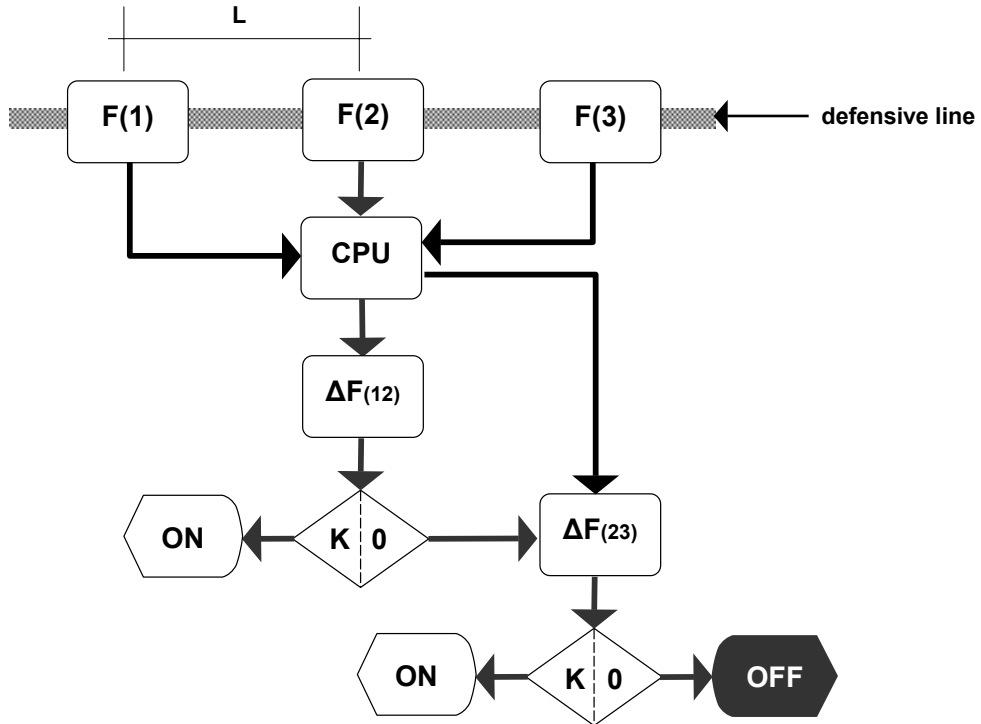 L
F(1)
F(2)
F(3)
defensive line
CPU
ΔF(12)
ON
K
0
ΔF(23)
ON
K
0
OFF